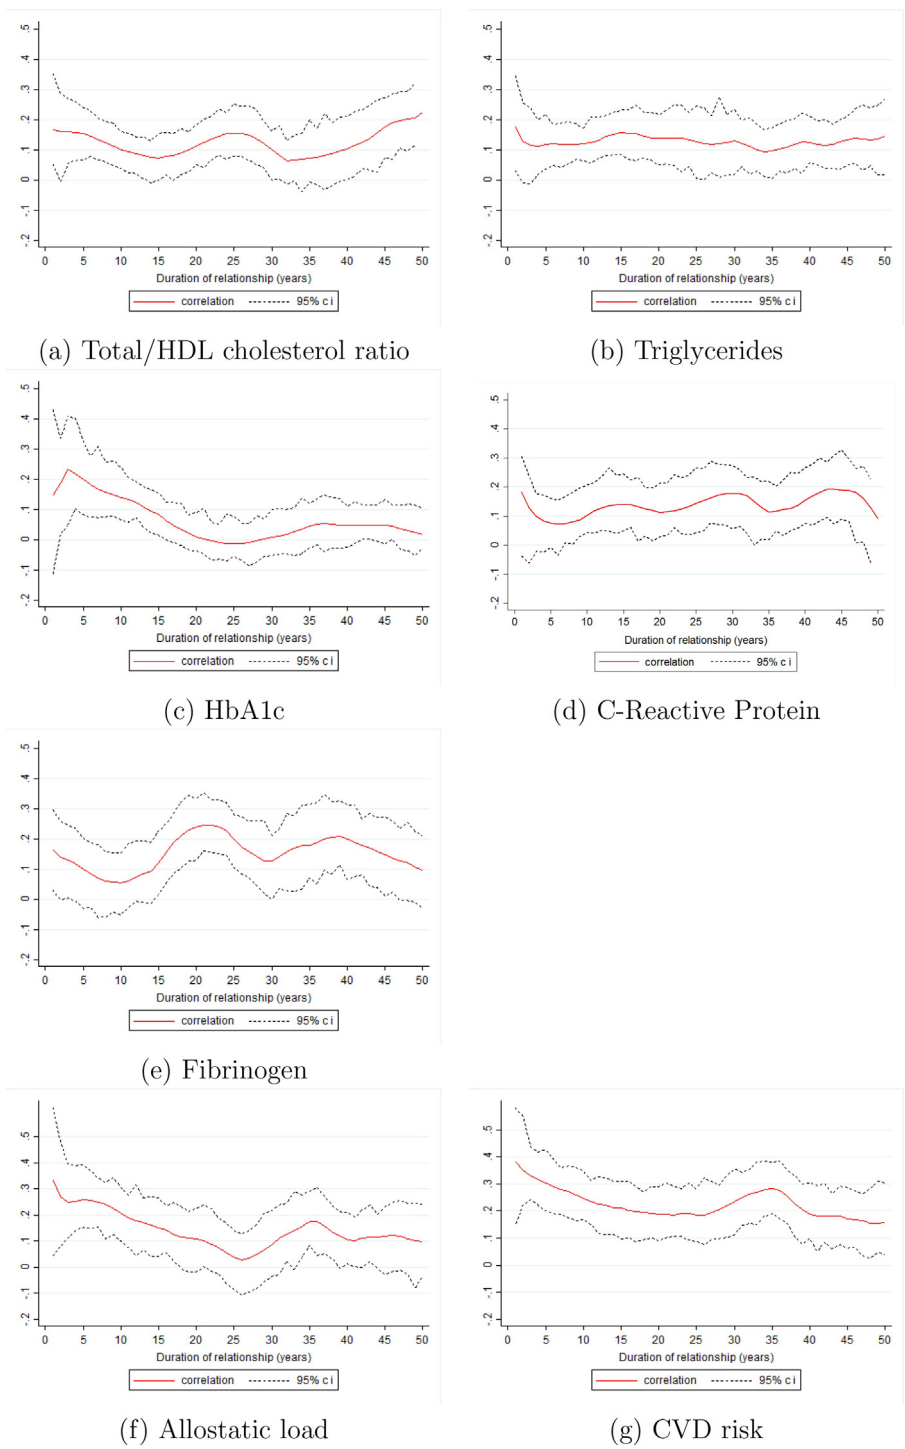 .5
.4
.3
.2
.1
0
-.1
-.2
0 5 10 15 20 25 30 35 40 45 50
Duration of relationship (years)
correlation 95% c i
(a) Total/HDL cholesterol ratio
.5
.4
.3
.2
.1
0
-.1
-.2
0 5 10 15 20 25 30 35 40 45 50
Duration of relationship (years)
correlation 95% c i
(b) Triglycerides
.5
.4
.3
.2
.1
0
-.1
-.2
0 5 10 15 20 25 30 35 40 45 50
Duration of relationship (years)
correlation 95% c i
(c) HbA1c
.5
.4
.3
.2
.1
0
-.1
-.2
0 5 10 15 20 25 30 35 40 45 50
Duration of relationship (years)
correlation 95% c i
(d) C-Reactive Protein
.5
.4
.3
.2
.1
0
-.1
-.2
0 5 10 15 20 25 30 35 40 45 50
Duration of relationship (years)
correlation 95% c i
(e) Fibrinogen
.5
.4
.3
.2
.1
0
-.1
-.2
0 5 10 15 20 25 30 35 40 45 50
Duration of relationship (years)
correlation 95% c i
(f) Allostatic load
.5
.4
.3
.2
.1
0
-.1
-.2
0 5 10 15 20 25 30 35 40 45 50
Duration of relationship (years)
correlation 95% c i
(g) CVD risk